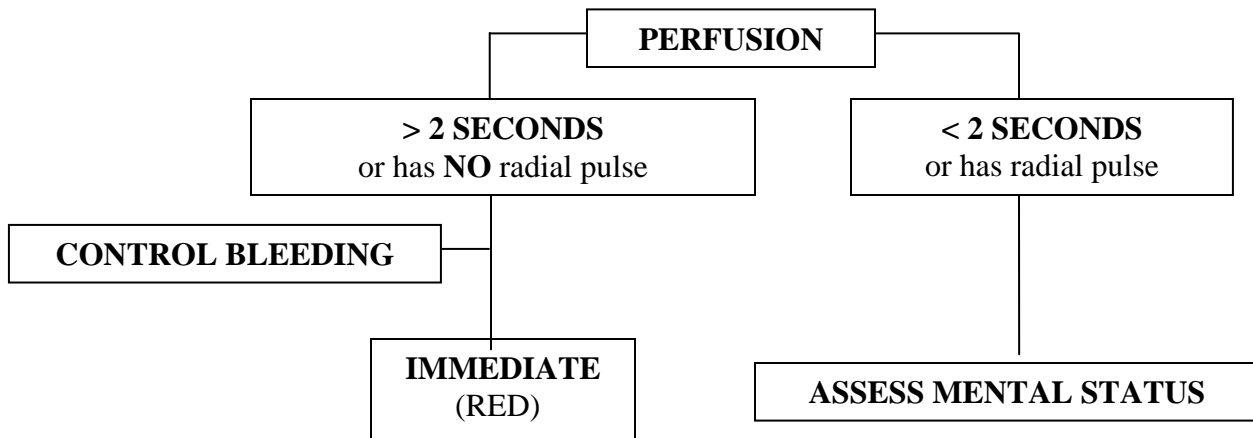 PERFUSION
> 2 SECONDS
or has NO radial pulse
< 2 SECONDS
or has radial pulse
CONTROL BLEEDING
IMMEDIATE
(RED)
ASSESS MENTAL STATUS